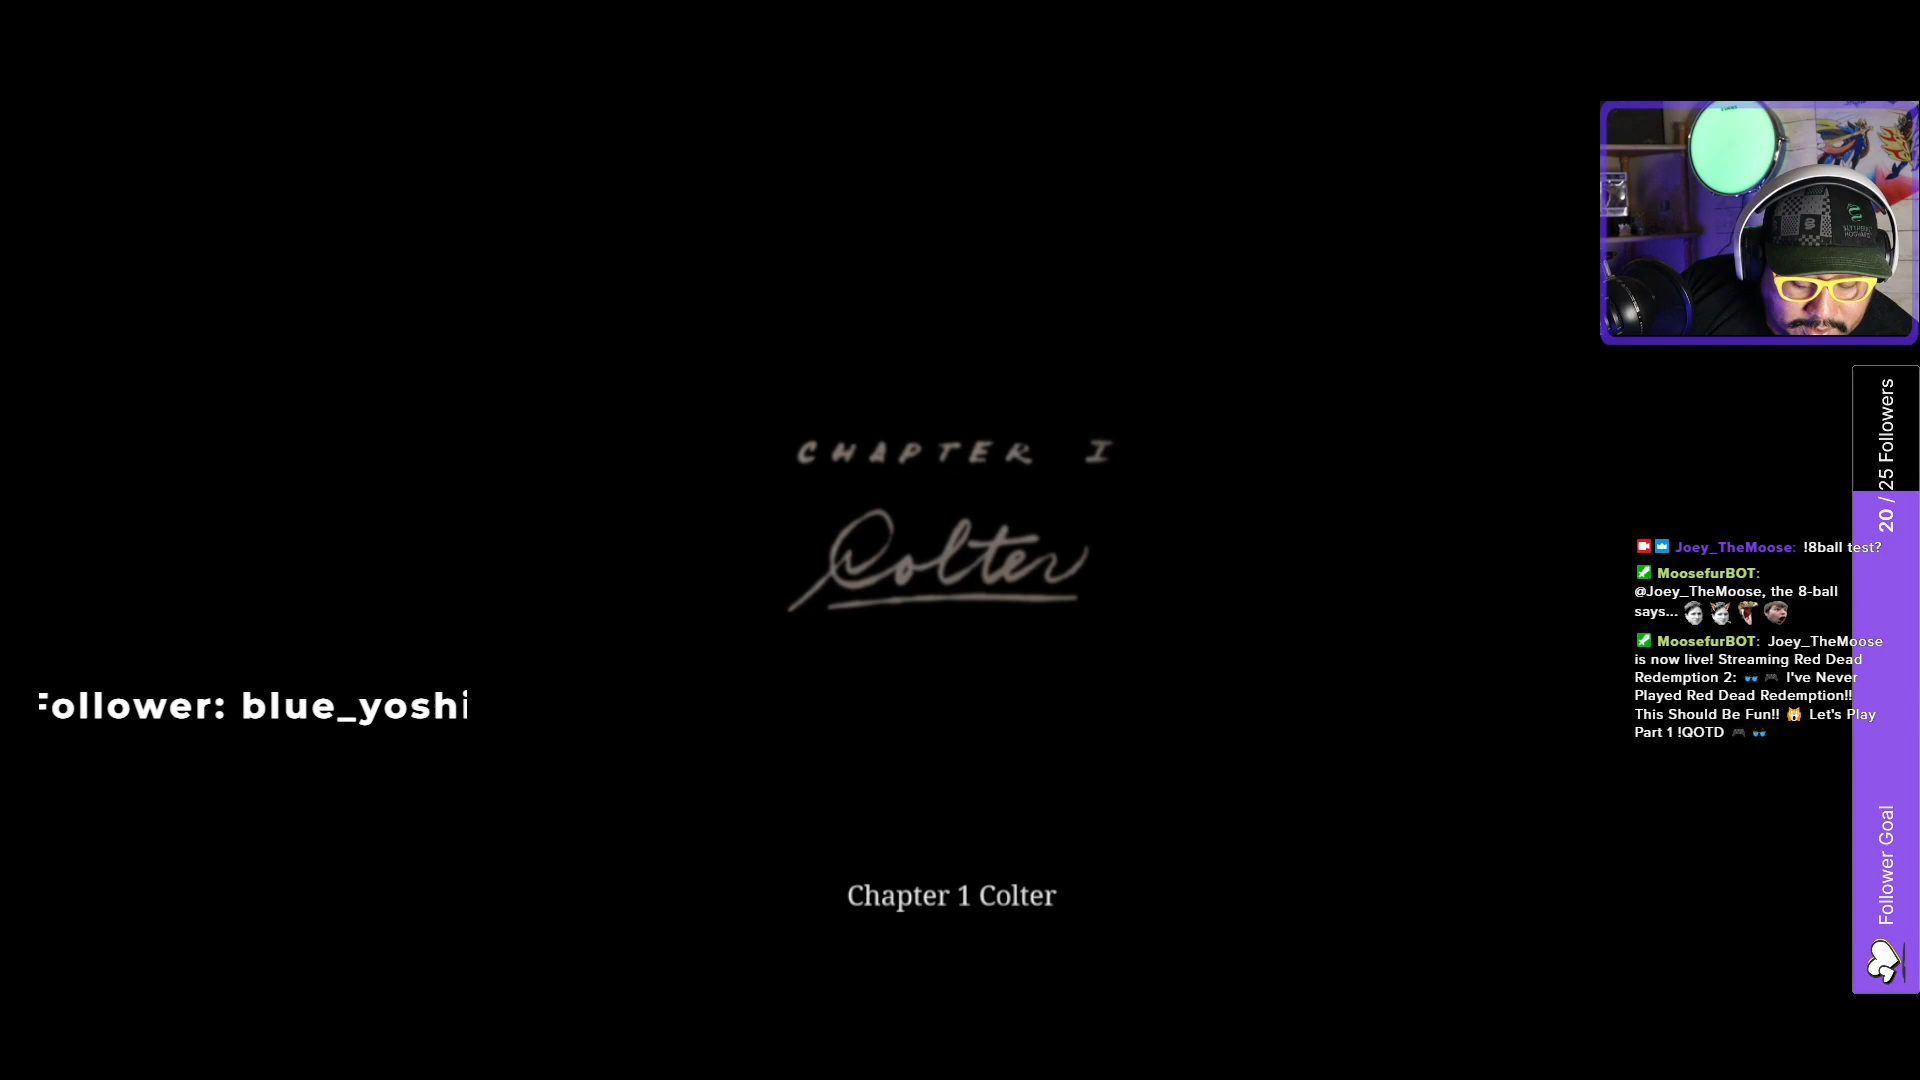 CHAPTER I
Colter
Chapter 1 Colter
Follower: blue_yoshi
20 / 25 Followers
Follower Goal
Joey_TheMoose: !8ball test?
MoosefurBOT:
@Joey_TheMoose, the 8-ball
says...
MoosefurBOT: Joey_TheMoose
is now live! Streaming Red Dead
Redemption 2: 🕶️ 🎮 I've Never
Played Red Dead Redemption!!
This Should Be Fun!! 🙀 Let's Play
Part 1 !QOTD 🎮 🕶️